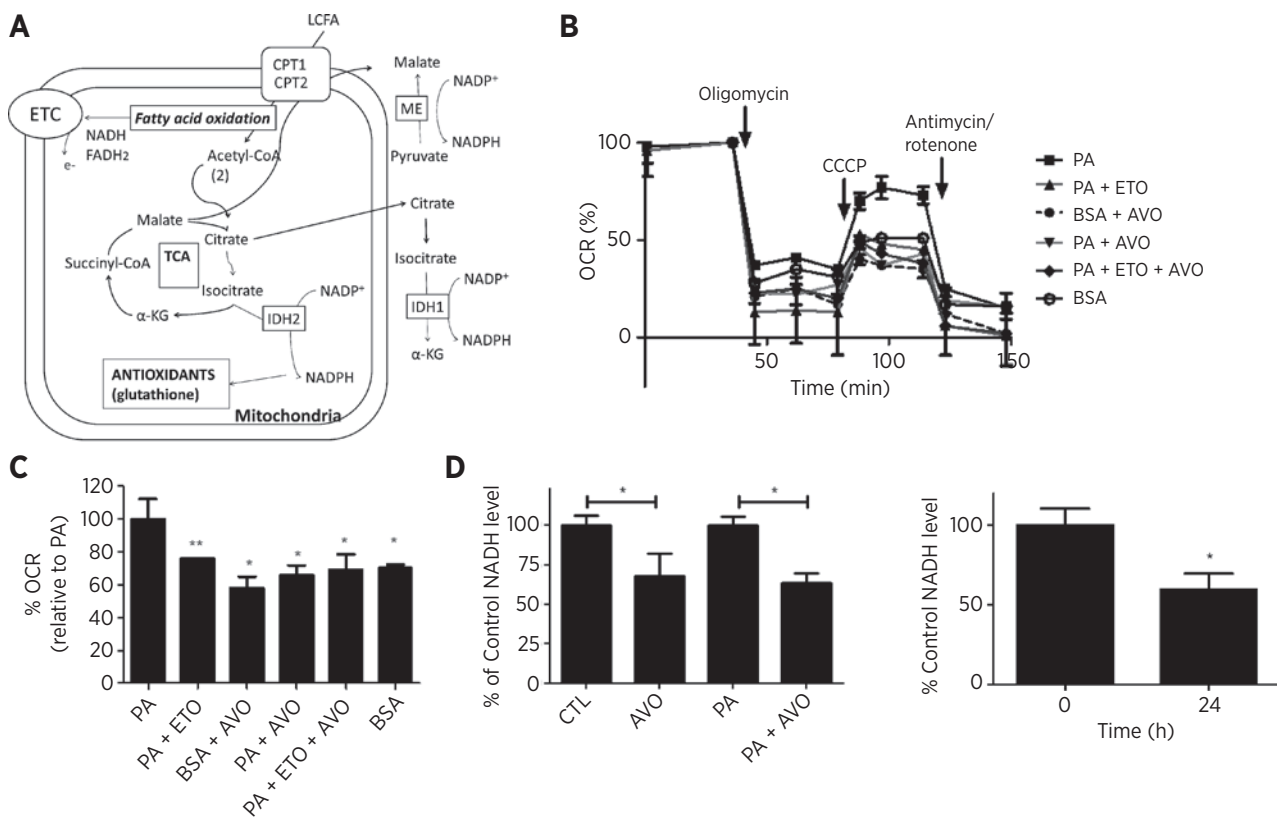 A
LCFA
CPT1
CPT2
Malate
NADP+
ME
NADPH
Pyruvate
ETC
Fatty acid oxidation
NADH
FADH2
e-
Acetyl-CoA
(2)
Malate
Citrate
Citrate
Succinyl-CoA
TCA
Isocitrate
Isocitrate
NADP+
IDH1
NADPH
α-KG
α-KG
NADP+
IDH2
NADPH
ANTIOXIDANTS
(glutathione)
Mitochondria
B
Oligomycin
CCCP
Antimycin/
rotenone
OCR (%)
100
50
0
50
100
150
Time (min)
PA
PA + ETO
BSA + AVO
PA + AVO
PA + ETO + AVO
BSA
C
% OCR
(relative to PA)
120
100
80
60
40
20
0
**
*
*
*
*
PA
PA + ETO
BSA + AVO
PA + AVO
PA + ETO + AVO
BSA
D
% of Control NADH level
100
75
50
25
0
*
*
CTL
AVO
PA
PA + AVO
% Control NADH level
100
50
0
*
0
24
Time (h)